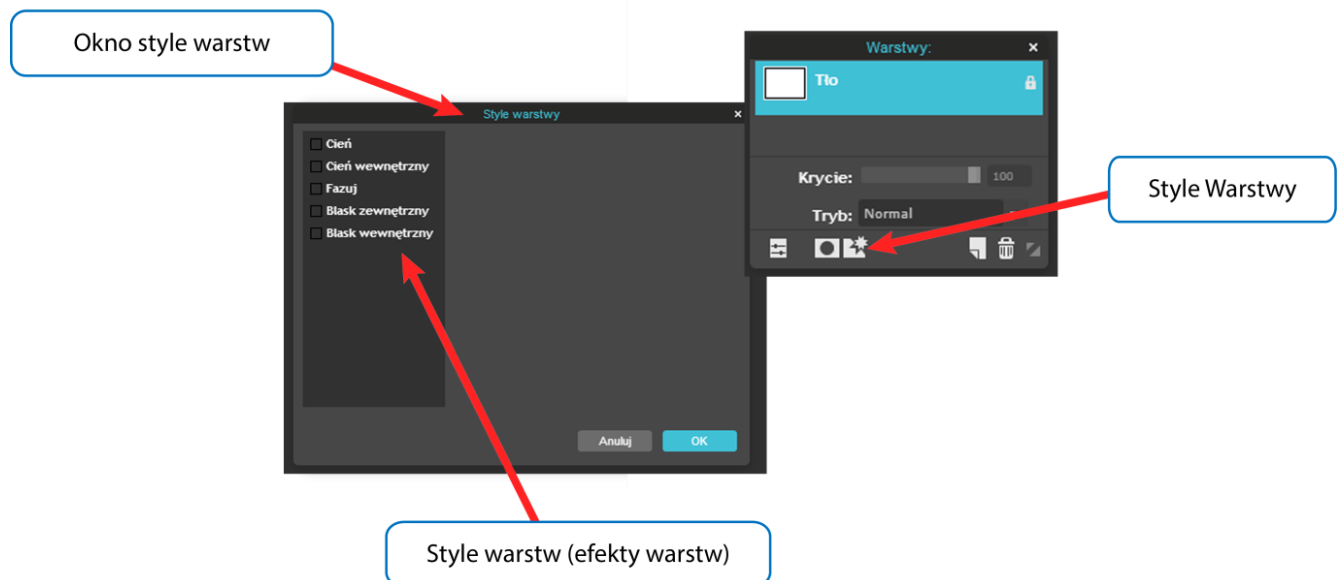 Okno style warstw
Warstwy:
Tło
Style warstwy
Cień
Cień wewnętrzny
Fazuj
Blask zewnętrzny
Blask wewnętrzny
Krycie: 100
Tryb: Normal
Style Warstwy
Anuluj OK
Style warstw (efekty warstw)